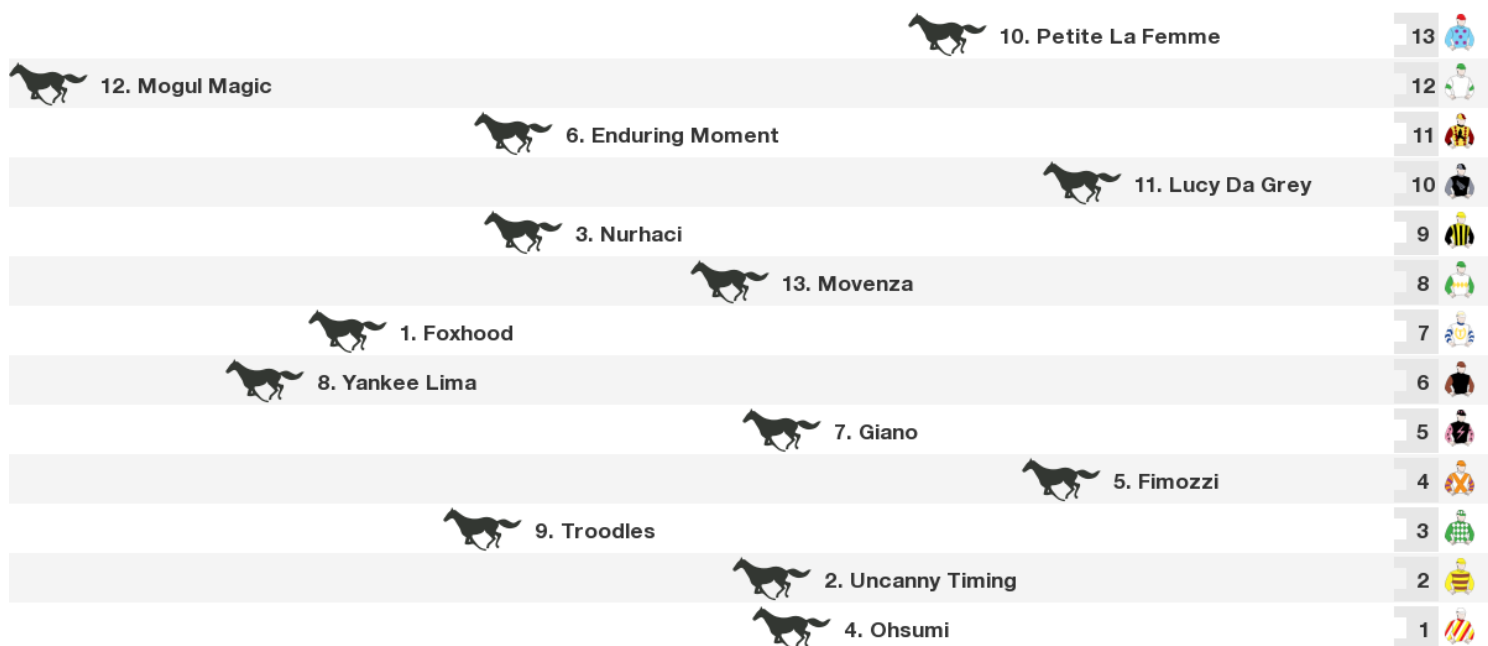 10. Petite La Femme 13
12. Mogul Magic 12
6. Enduring Moment 11
11. Lucy Da Grey 10
3. Nurhaci 9
13. Movenza 8
1. Foxhood 7
8. Yankee Lima 6
7. Giano 5
5. Fimozzi 4
9. Troodles 3
2. Uncanny Timing 2
4. Ohsumi 1